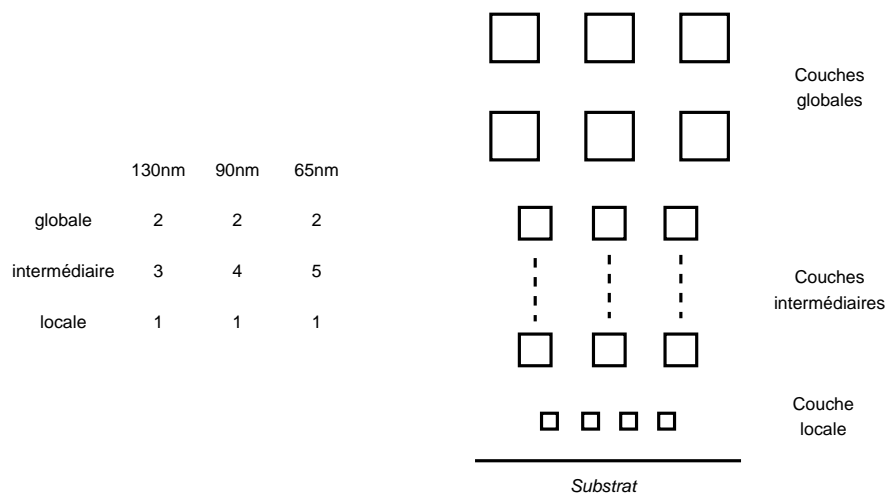 130nm 90nm 65nm
globale 2 2 2
intermédiaire 3 4 5
locale 1 1 1
Couches
globales
Couches
intermédiaires
Couche
locale
Substrat